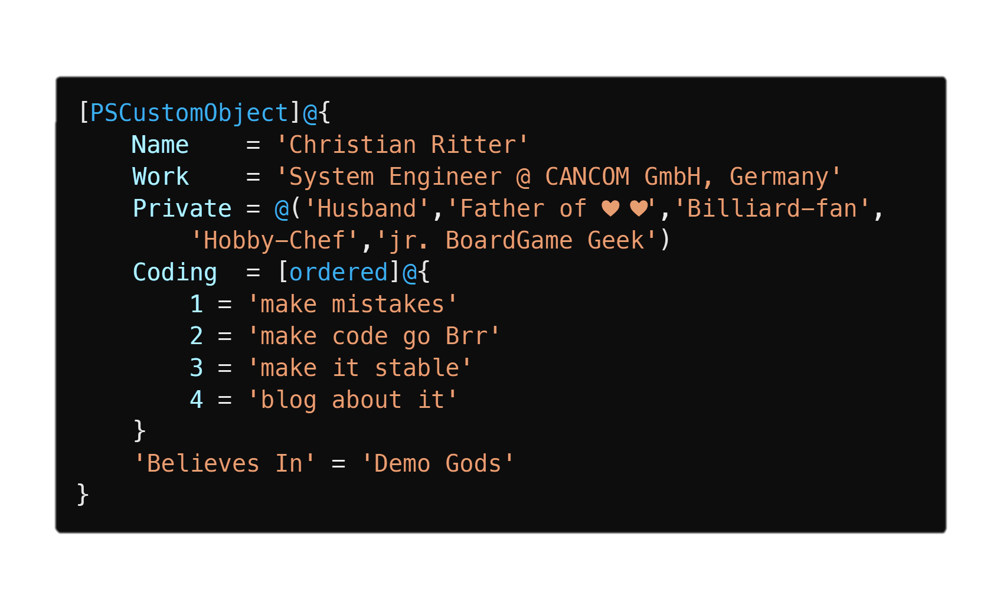 [PSCustomObject]@{
    Name    = 'Christian Ritter'
    Work    = 'System Engineer @ CANCOM GmbH, Germany'
    Private = @('Husband','Father of ♥ ♥','Billiard-fan',
        'Hobby-Chef','jr. BoardGame Geek')
    Coding  = [ordered]@{
        1 = 'make mistakes'
        2 = 'make code go Brr'
        3 = 'make it stable'
        4 = 'blog about it'
    }
    'Believes In' = 'Demo Gods'
}